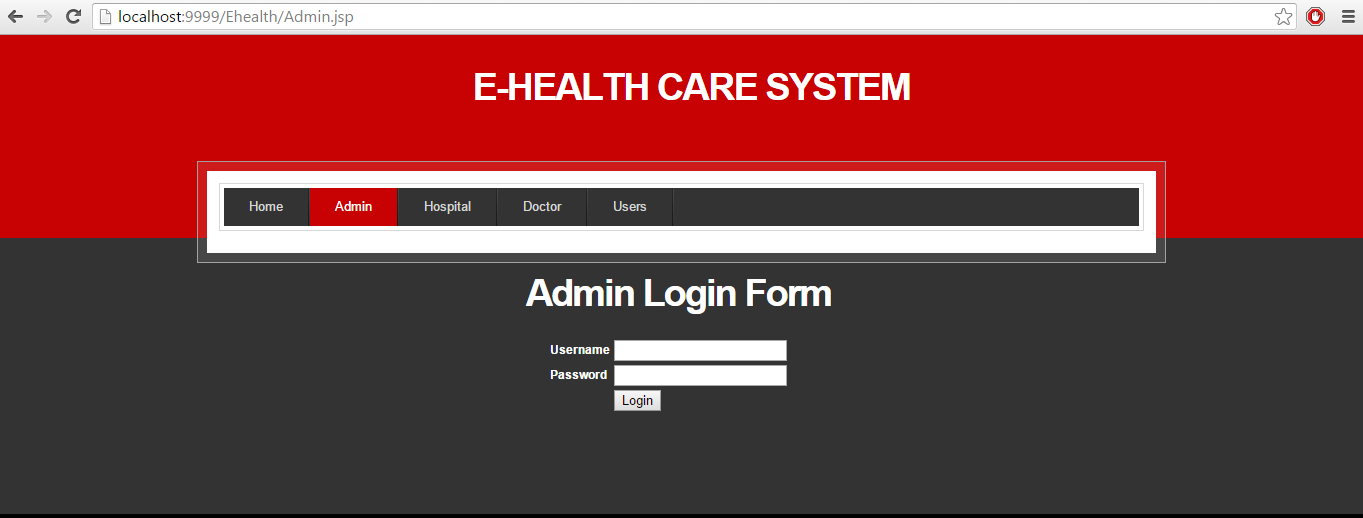 localhost:9999/Ehealth/Admin.jsp
E-HEALTH CARE SYSTEM
Home Admin Hospital Doctor Users
Admin Login Form
Username
Password
Login